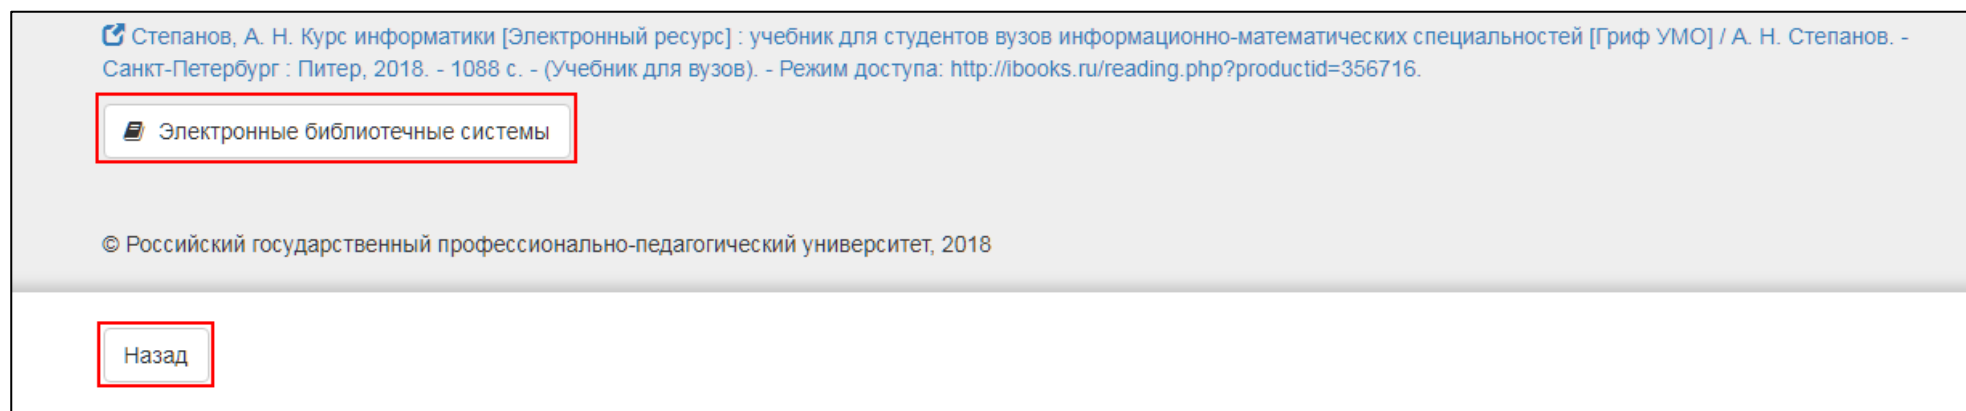 Степанов, А. Н. Курс информатики [Электронный ресурс] : учебник для студентов вузов информационно-математических специальностей [Гриф УМО] / А. Н. Степанов. -
Санкт-Петербург : Питер, 2018. - 1088 с. - (Учебник для вузов). - Режим доступа: http://ibooks.ru/reading.php?productid=356716.
Электронные библиотечные системы
© Российский государственный профессионально-педагогический университет, 2018
Назад